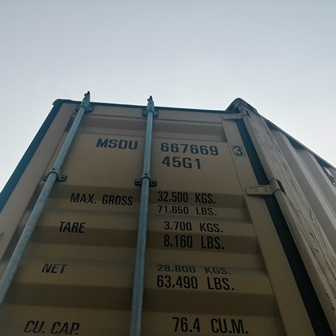 MSDU 667669 3
45G1
MAX. GROSS 32.500 KGS.
71.650 LBS.
TARE 3.700 KGS.
8.160 LBS.
NET 28.800 KGS.
63.490 LBS.
CU. CAP. 76.4 CU.M.